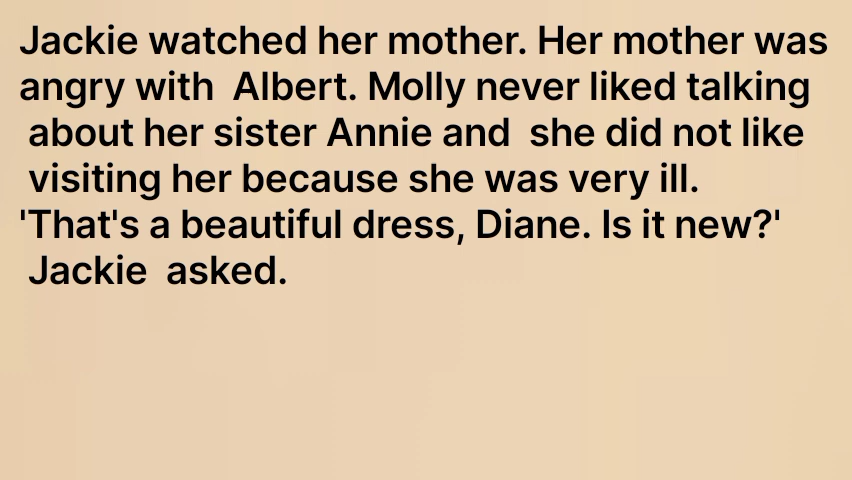 Jackie watched her mother. Her mother was
angry with  Albert. Molly never liked talking
 about her sister Annie and  she did not like
 visiting her because she was very ill.
'That's a beautiful dress, Diane. Is it new?'
 Jackie  asked.